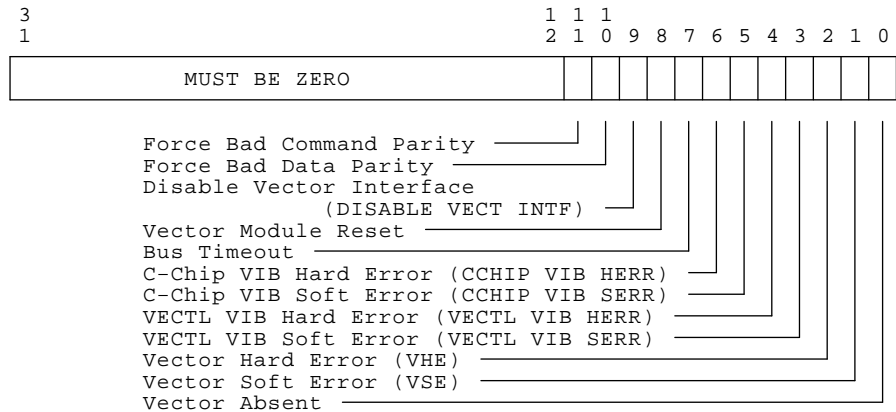 3 1 1 1
1 2 1 0 9 8 7 6 5 4 3 2 1 0
MUST BE ZERO
Force Bad Command Parity
Force Bad Data Parity
Disable Vector Interface
(DISABLE VECT INTF)
Vector Module Reset
Bus Timeout
C-Chip VIB Hard Error (CCHIP VIB HERR)
C-Chip VIB Soft Error (CCHIP VIB SERR)
VECTL VIB Hard Error (VECTL VIB HERR)
VECTL VIB Soft Error (VECTL VIB SERR)
Vector Hard Error (VHE)
Vector Soft Error (VSE)
Vector Absent